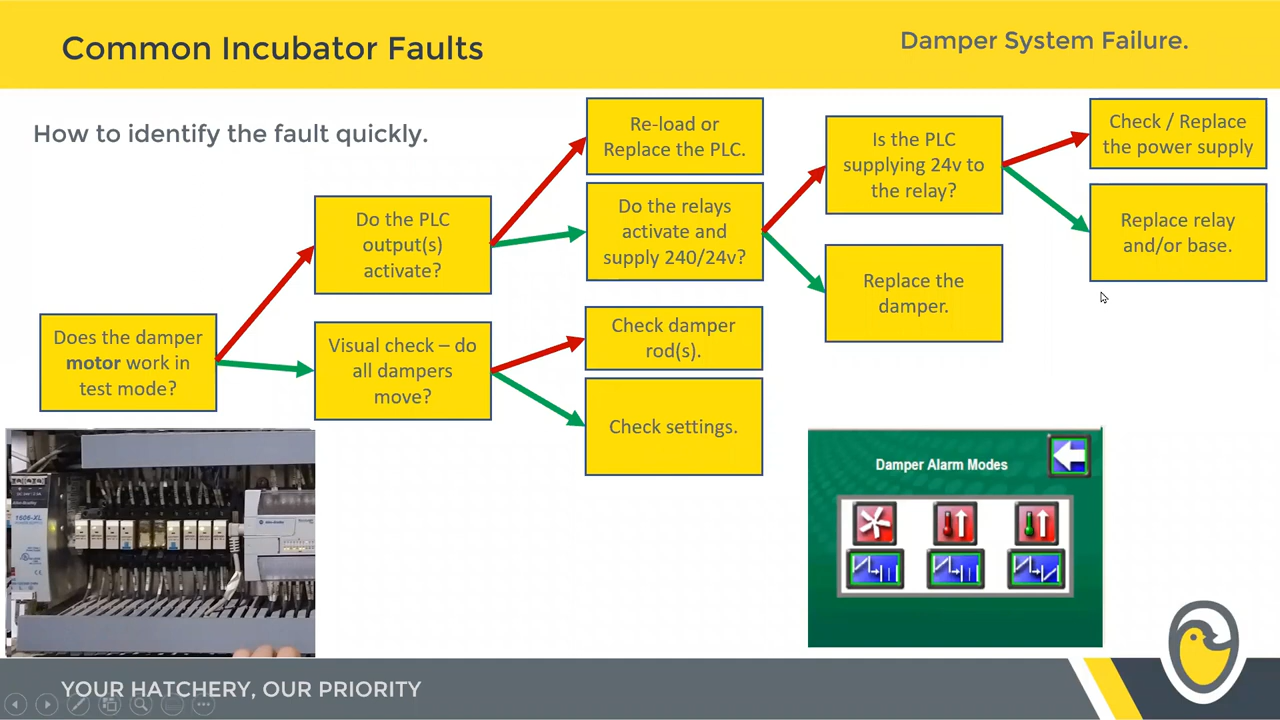 Common Incubator Faults
Damper System Failure.
How to identify the fault quickly.
Does the damper
motor work in
test mode?
Do the PLC
output(s)
activate?
Visual check – do
all dampers
move?
Re-load or
Replace the PLC.
Do the relays
activate and
supply 240/24v?
Check damper
rod(s).
Check settings.
Is the PLC
supplying 24v to
the relay?
Replace the
damper.
Check / Replace
the power supply
Replace relay
and/or base.
1606-XL
Damper Alarm Modes
YOUR HATCHERY, OUR PRIORITY